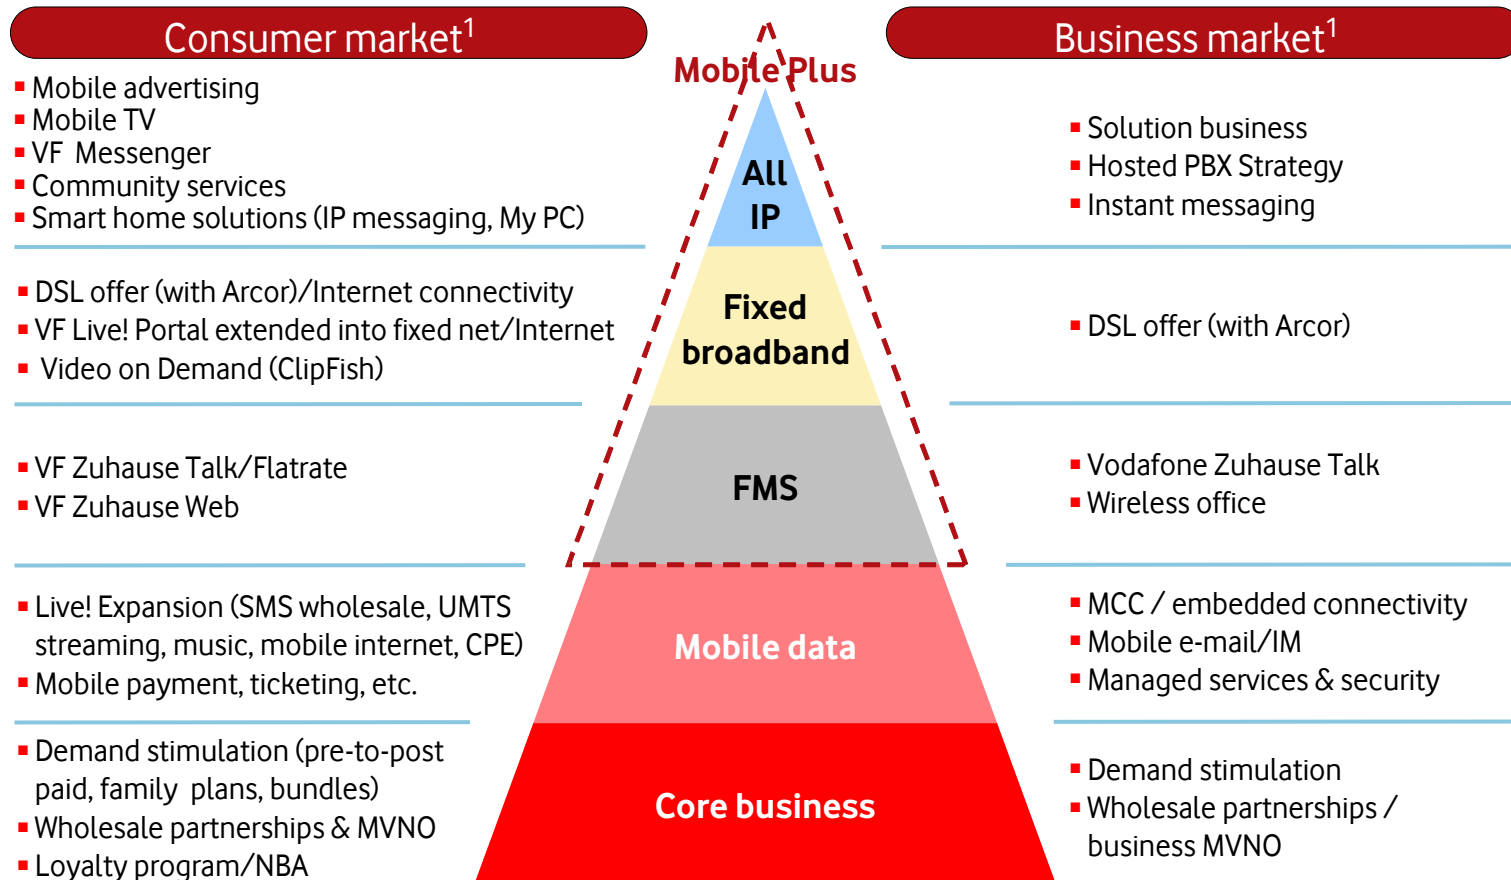 Consumer market1
Mobile advertising
Mobile TV
VF Messenger
Community services
Smart home solutions (IP messaging, My PC)
DSL offer (with Arcor)/Internet connectivity
VF Live! Portal extended into fixed net/Internet
Video on Demand (ClipFish)
VF Zuhause Talk/Flatrate
VF Zuhause Web
Live! Expansion (SMS wholesale, UMTS
streaming, music, mobile internet, CPE)
Mobile payment, ticketing, etc.
Demand stimulation (pre-to-post
paid, family plans, bundles)
Wholesale partnerships & MVNO
Loyalty program/NBA
Mobile Plus
All
IP
Fixed
broadband
FMS
Mobile data
Core business
Business market1
Solution business
Hosted PBX Strategy
Instant messaging
DSL offer (with Arcor)
Vodafone Zuhause Talk
Wireless office
MCC / embedded connectivity
Mobile e-mail/IM
Managed services & security
Demand stimulation
Wholesale partnerships /
business MVNO